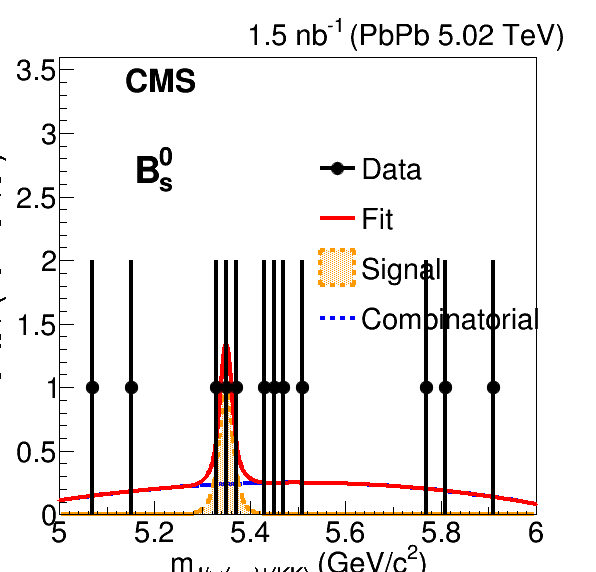 1.5 nb⁻¹ (PbPb 5.02 TeV)
3.5
CMS
3
B⁰ₛ
Data
2.5
Fit
2
Signal
1.5
Combinatorial
1
0.5
0
5 5.2 5.4 5.6 5.8 6
m (GeV/c²)